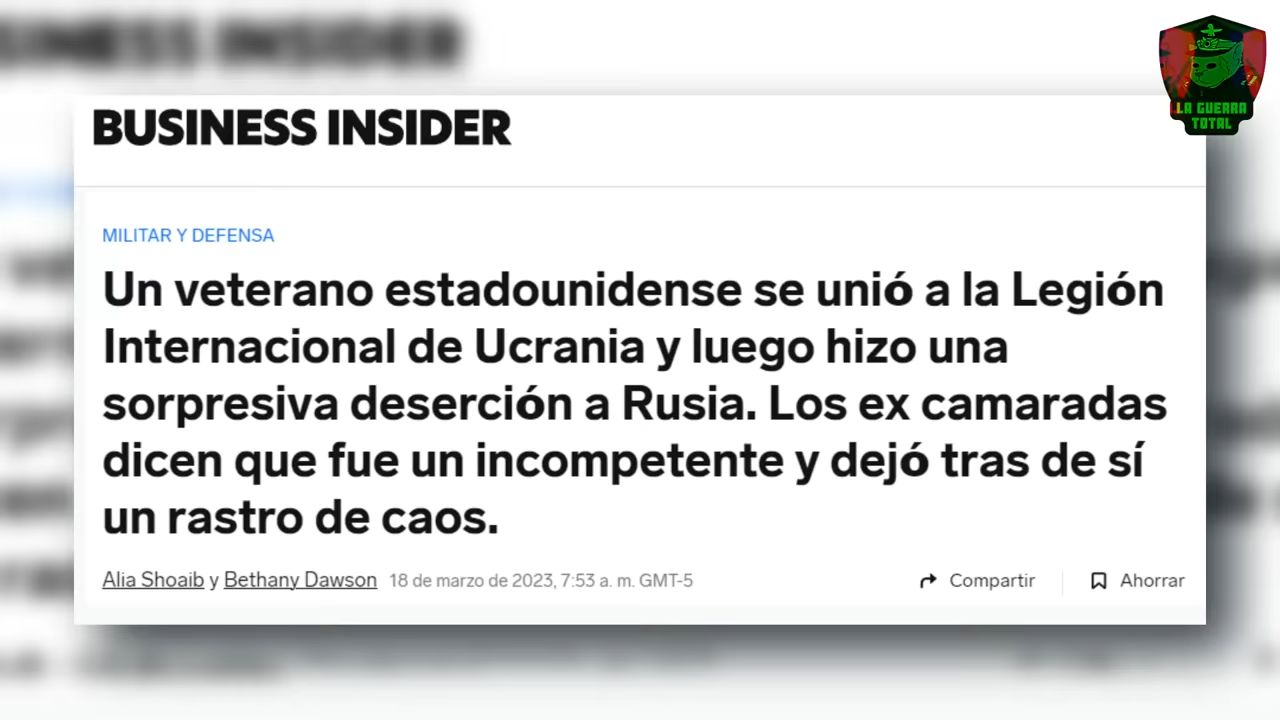 BUSINESS INSIDER
LA GUERRA
TOTAL
BUSINESS INSIDER
MILITAR Y DEFENSA
Un veterano estadounidense se unió a la Legión
Internacional de Ucrania y luego hizo una
sorpresiva deserción a Rusia. Los ex camaradas
dicen que fue un incompetente y dejó tras de sí
un rastro de caos.
Alia Shoaib y Bethany Dawson 18 de marzo de 2023, 7:53 a. m. GMT-5 Compartir Ahorrar